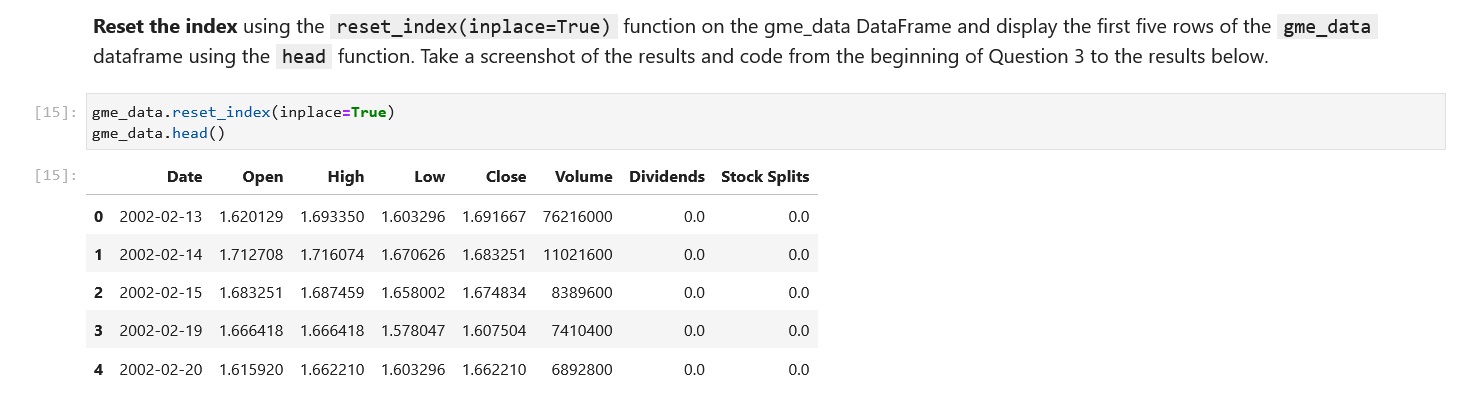 Reset the index using the reset_index(inplace=True) function on the gme_data DataFrame and display the first five rows of the gme_data
dataframe using the head function. Take a screenshot of the results and code from the beginning of Question 3 to the results below.
[15]: gme_data.reset_index(inplace=True)
gme_data.head()
[15]: Date Open High Low Close Volume Dividends Stock Splits
0 2002-02-13 1.620129 1.693350 1.603296 1.691667 76216000 0.0 0.0
1 2002-02-14 1.712708 1.716074 1.670626 1.683251 11021600 0.0 0.0
2 2002-02-15 1.683251 1.687459 1.658002 1.674834 8389600 0.0 0.0
3 2002-02-19 1.666418 1.666418 1.578047 1.607504 7410400 0.0 0.0
4 2002-02-20 1.615920 1.662210 1.603296 1.662210 6892800 0.0 0.0